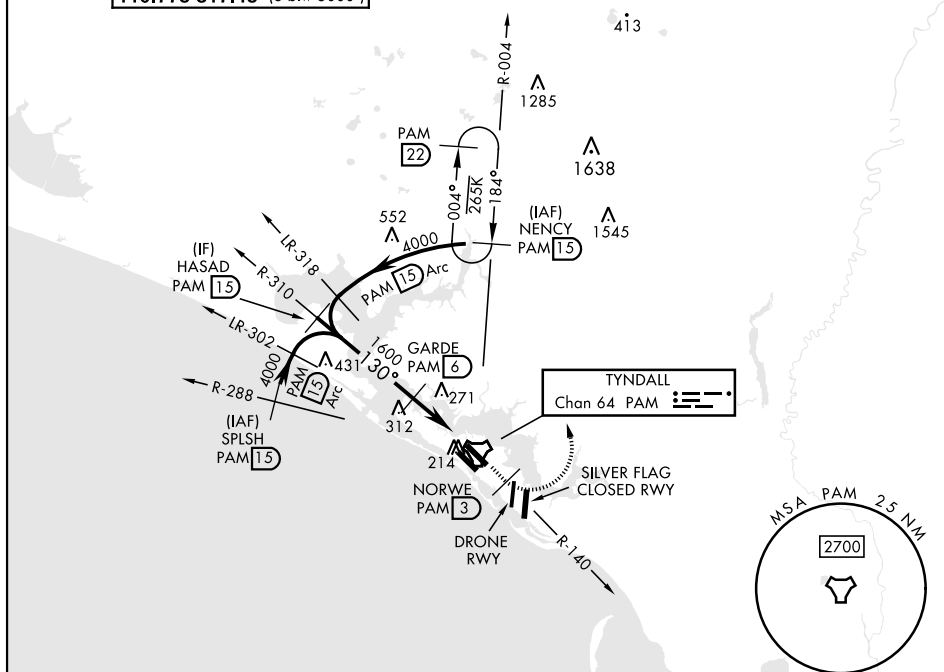 413
R-004
1285
PAM
22
1638
004°
265K
184°
(IAF)
NENCY
PAM 15
1545
552
4000
LR-318
PAM 15 Arc
(IF)
HASAD
PAM 15
R-310
LR-302
1600
GARDE
PAM 6
431
130°
4000
PAM
15
Arc
271
312
R-288
TYNDALL
Chan 64 PAM
(IAF)
SPLSH
PAM 15
214
SILVER FLAG
CLOSED RWY
NORWE
PAM 3
DRONE
RWY
R-140
MSA PAM 25 NM
2700